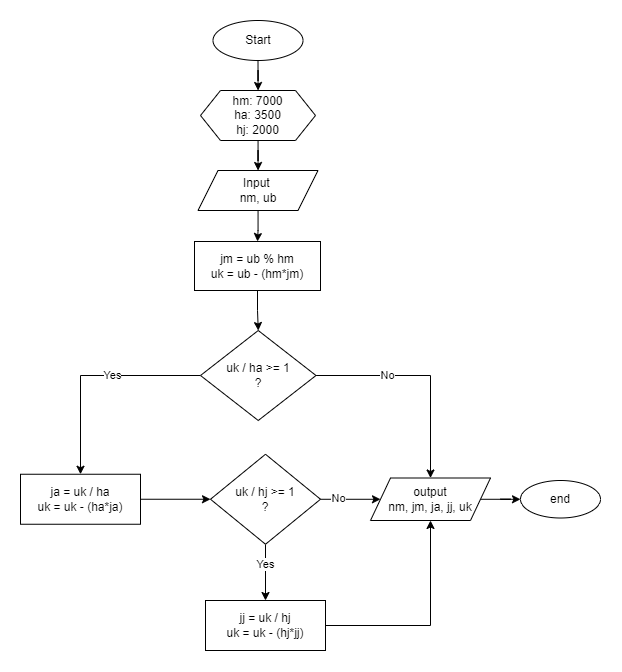 Start
hm: 7000
ha: 3500
hj: 2000
Input
nm, ub
jm = ub % hm
uk = ub - (hm*jm)
uk / ha >= 1
?
Yes
No
ja = uk / ha
uk = uk - (ha*ja)
uk / hj >= 1
?
No
output
nm, jm, ja, jj, uk
end
Yes
jj = uk / hj
uk = uk - (hj*jj)